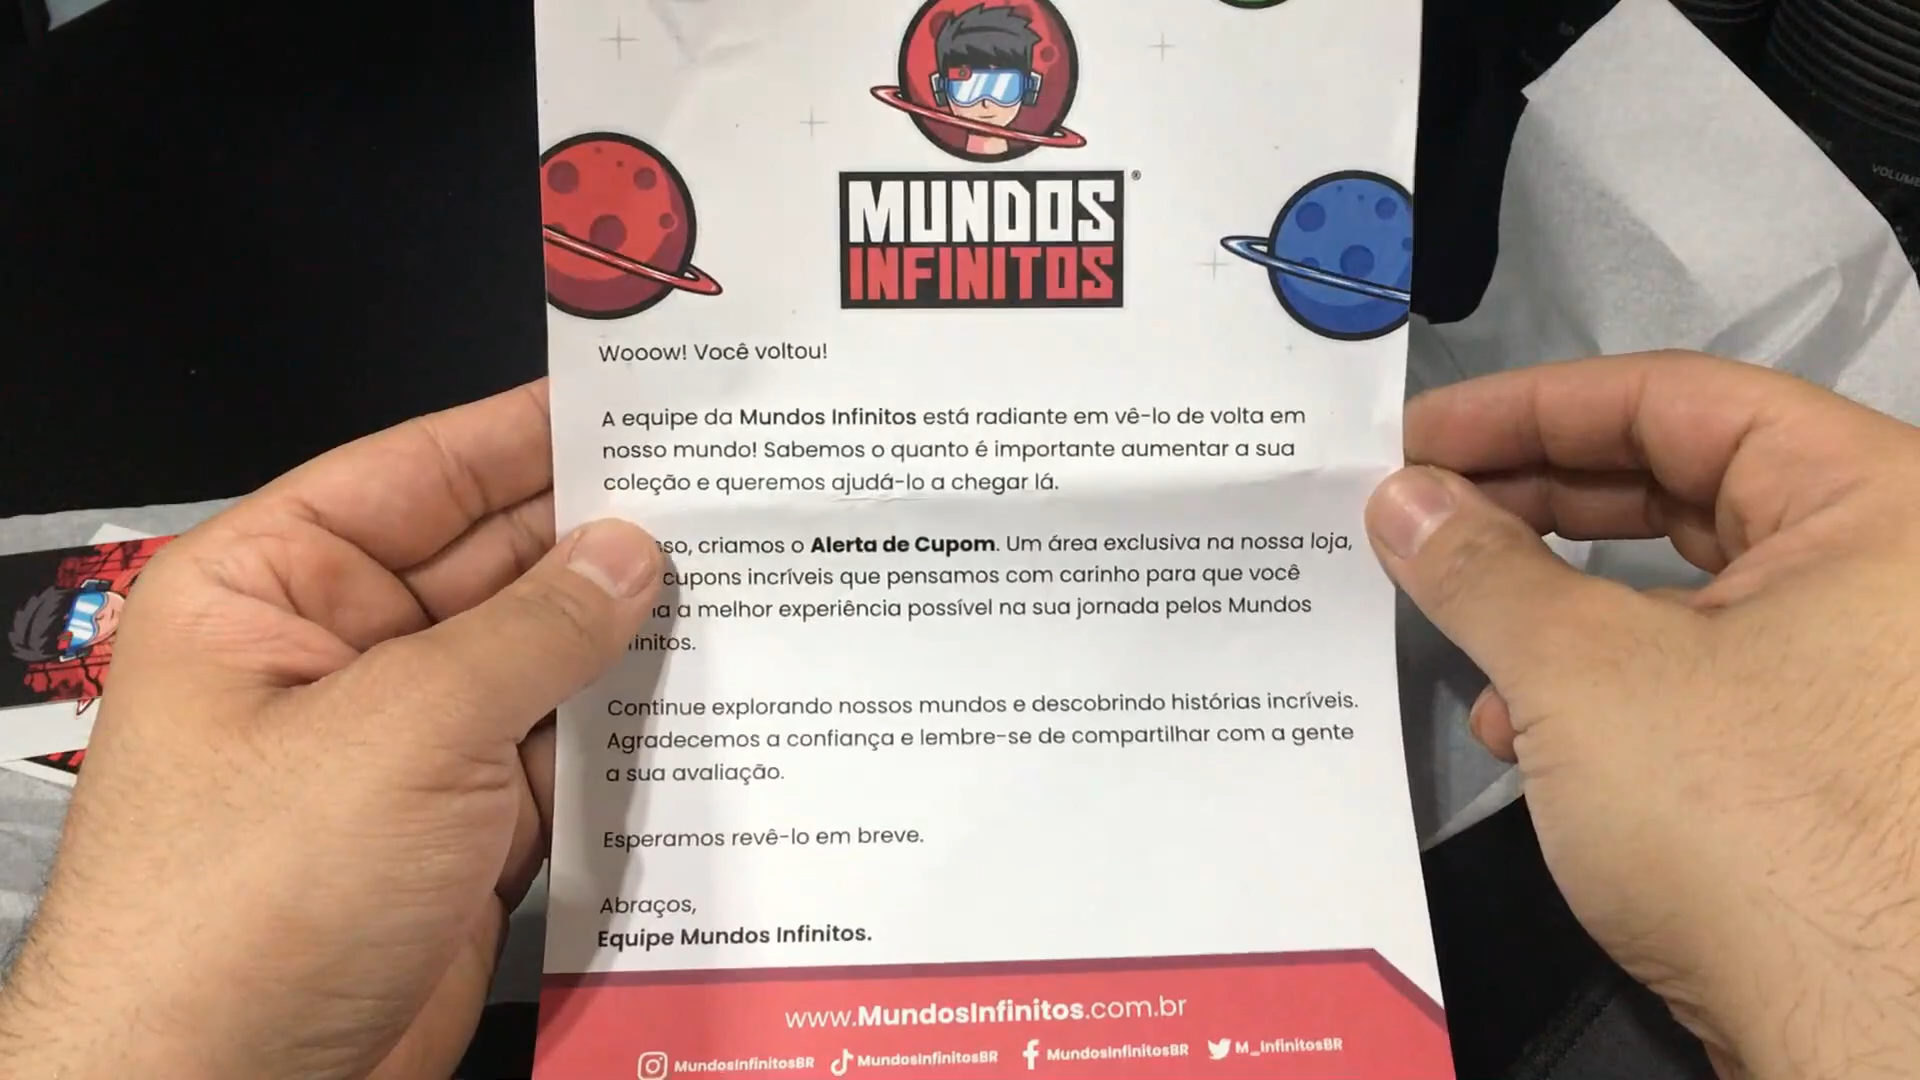 MUNDOS
INFINITOS
®
Wooow! Você voltou!
A equipe da Mundos Infinitos está radiante em vê-lo de volta em
nosso mundo! Sabemos o quanto é importante aumentar a sua
coleção e queremos ajudá-lo a chegar lá.
criamos o Alerta de Cupom. Um área exclusiva na nossa loja,
cupons incríveis que pensamos com carinho para que você
a melhor experiência possível na sua jornada pelos Mundos
Continue explorando nossos mundos e descobrindo histórias incríveis.
Agradecemos a confiança e lembre-se de compartilhar com a gente
a sua avaliação.
Esperamos revê-lo em breve.
Abraços,
Equipe Mundos Infinitos.
www.MundosInfinitos.com.br
MundosInfinitosBR MundosInfinitosBR MundosInfinitosBR M_InfinitosBR
VOLUME